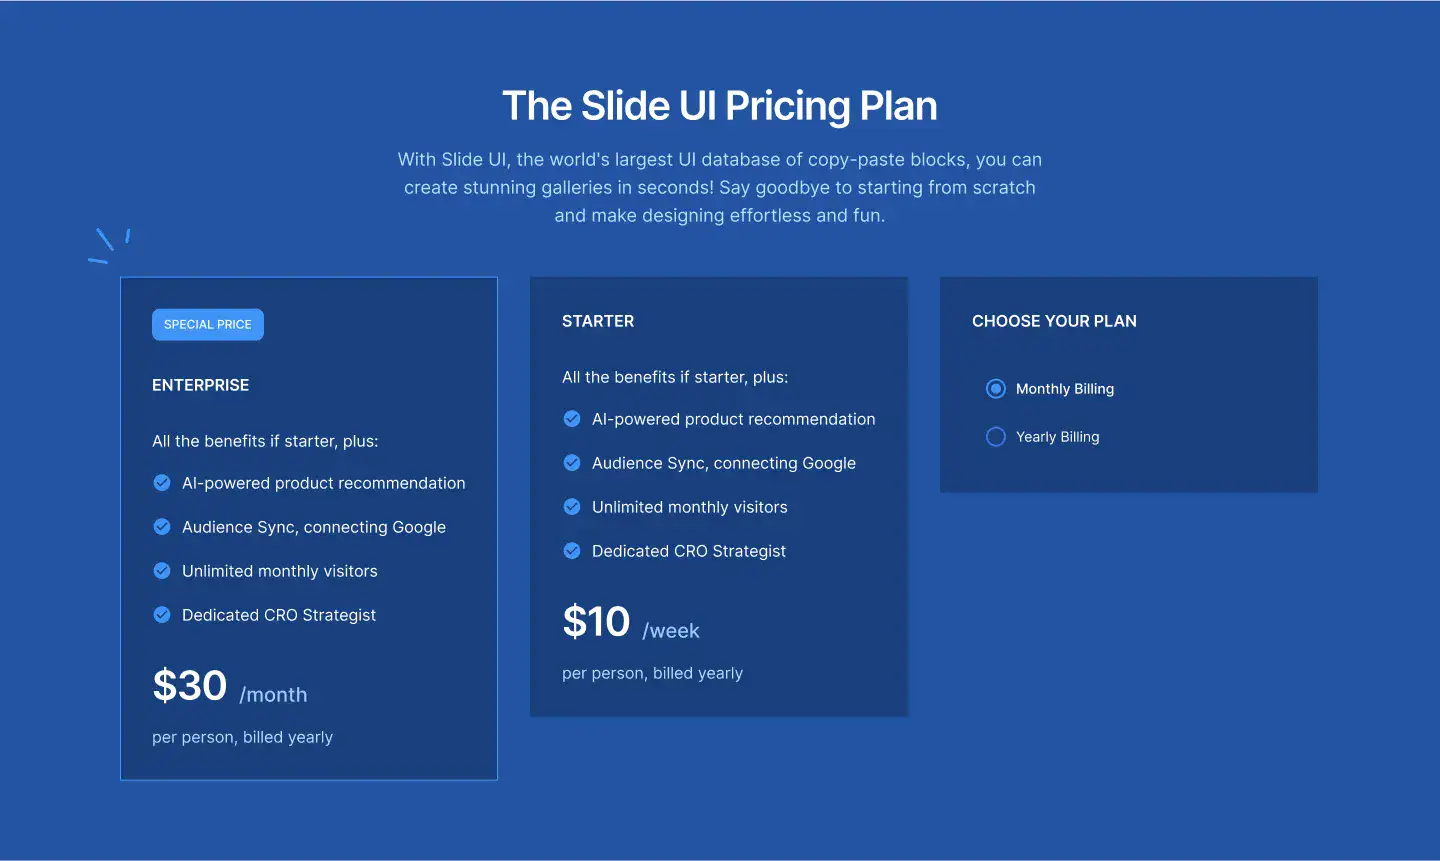 The Slide UI Pricing Plan
With Slide UI, the world's largest UI database of copy-paste blocks, you can
create stunning galleries in seconds! Say goodbye to starting from scratch
and make designing effortless and fun.
SPECIAL PRICE
ENTERPRISE
All the benefits if starter, plus:
AI-powered product recommendation
Audience Sync, connecting Google
Unlimited monthly visitors
Dedicated CRO Strategist
$30 /month
per person, billed yearly
STARTER
All the benefits if starter, plus:
AI-powered product recommendation
Audience Sync, connecting Google
Unlimited monthly visitors
Dedicated CRO Strategist
$10 /week
per person, billed yearly
CHOOSE YOUR PLAN
Monthly Billing
Yearly Billing